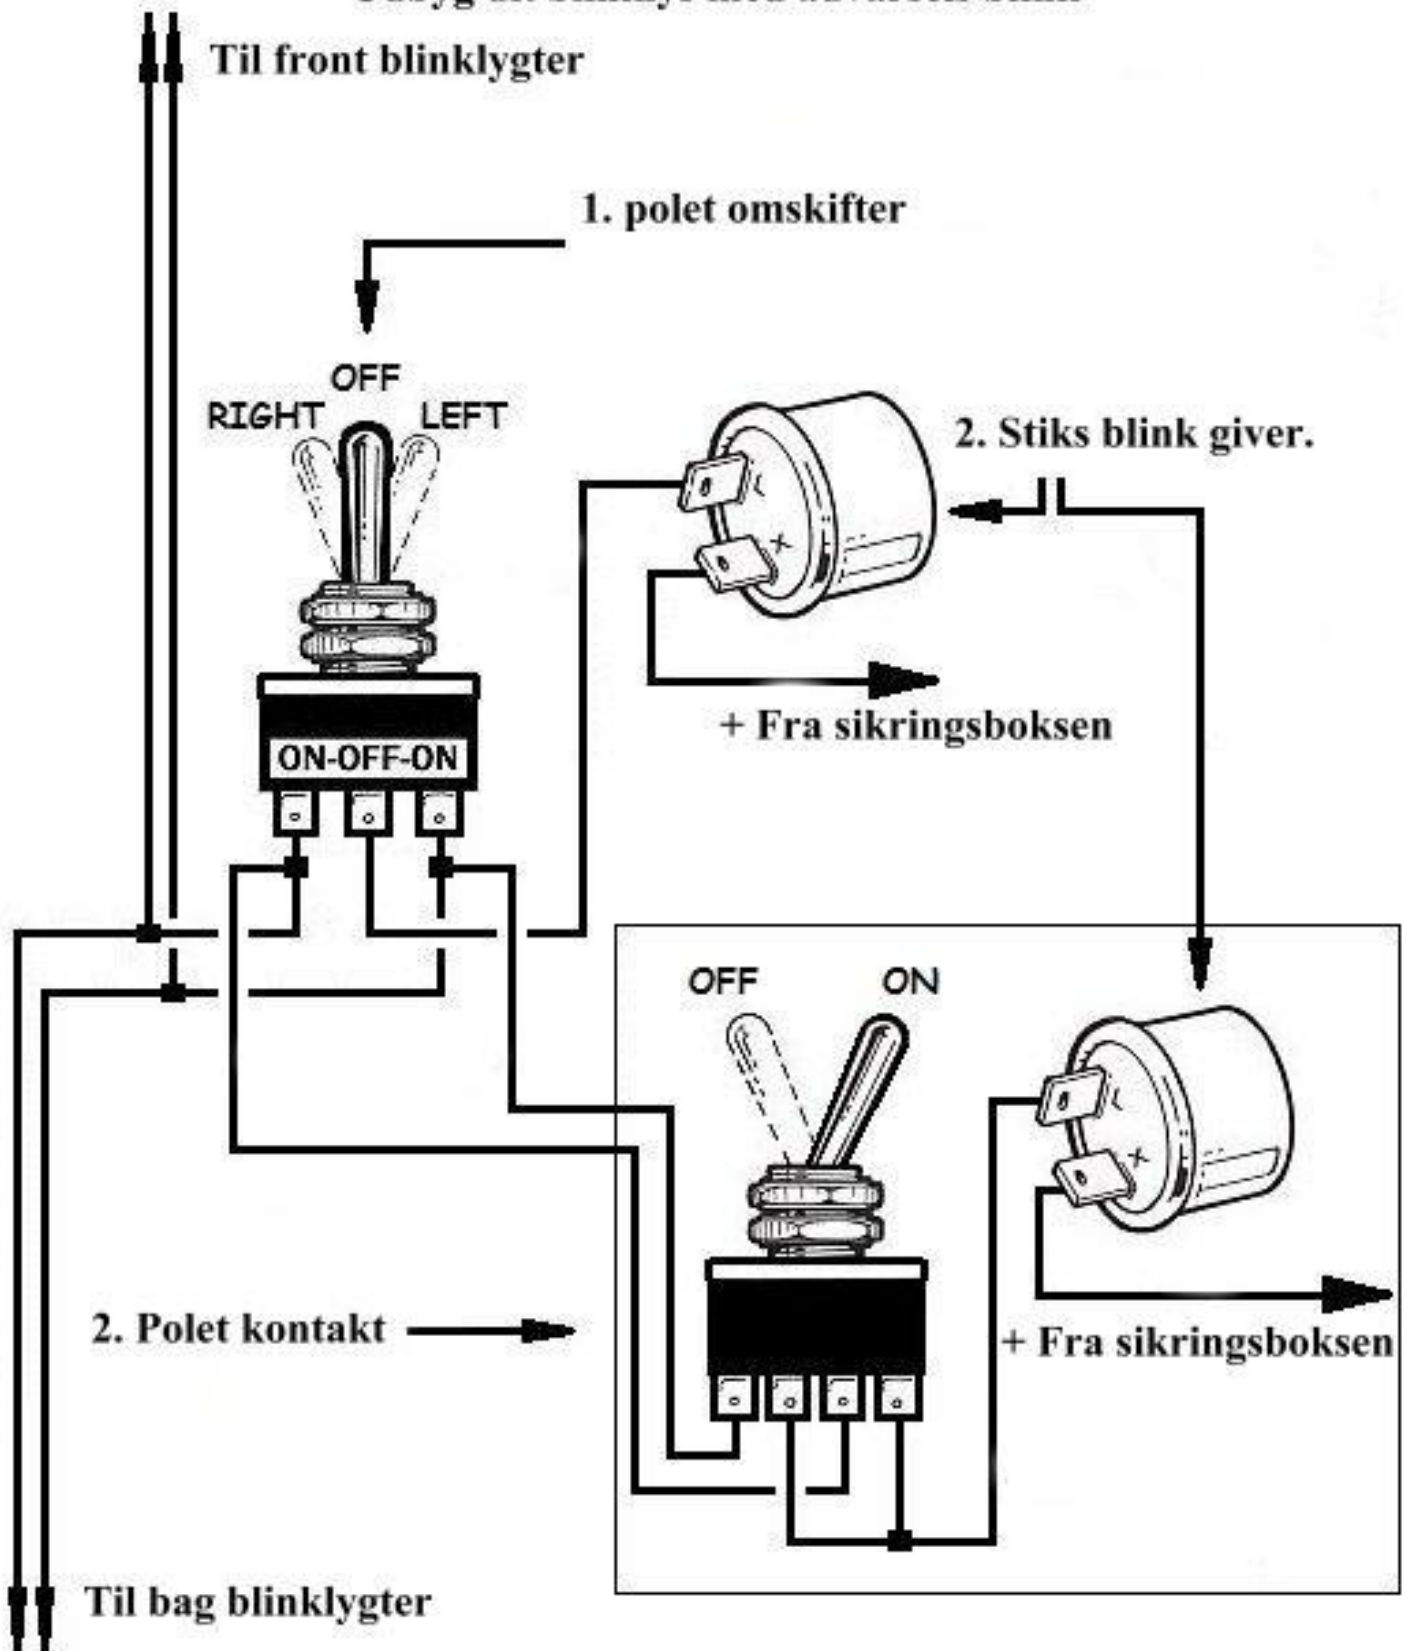 Til front blinklygter
1. polet omskifter
OFF
RIGHT LEFT
2. Stiks blink giver.
L
X
+ Fra sikringsboksen
ON-OFF-ON
OFF ON
L
X
2. Polet kontakt
+ Fra sikringsboksen
Til bag blinklygter